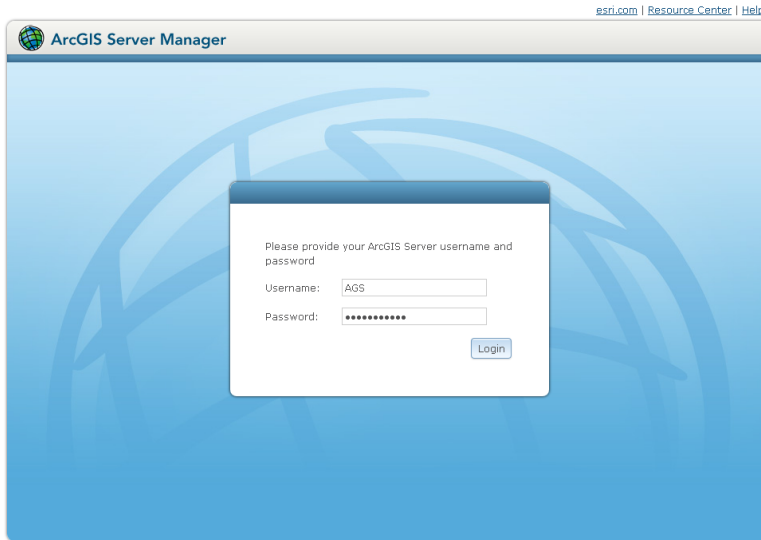 esri.com | Resource Center | Help
ArcGIS Server Manager
Please provide your ArcGIS Server username and
password
Username: AGS
Password: •••••••••••
Login